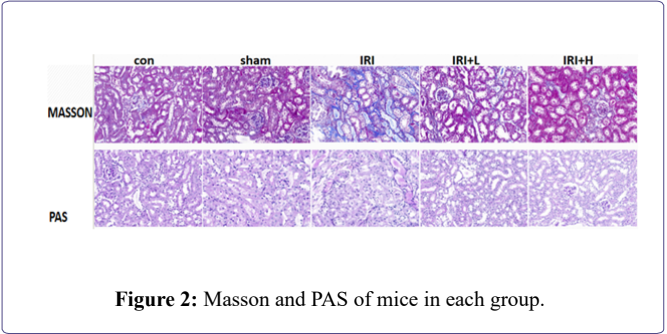 con sham IRI IRI+L IRI+H
MASSON
PAS
Figure 2: Masson and PAS of mice in each group.